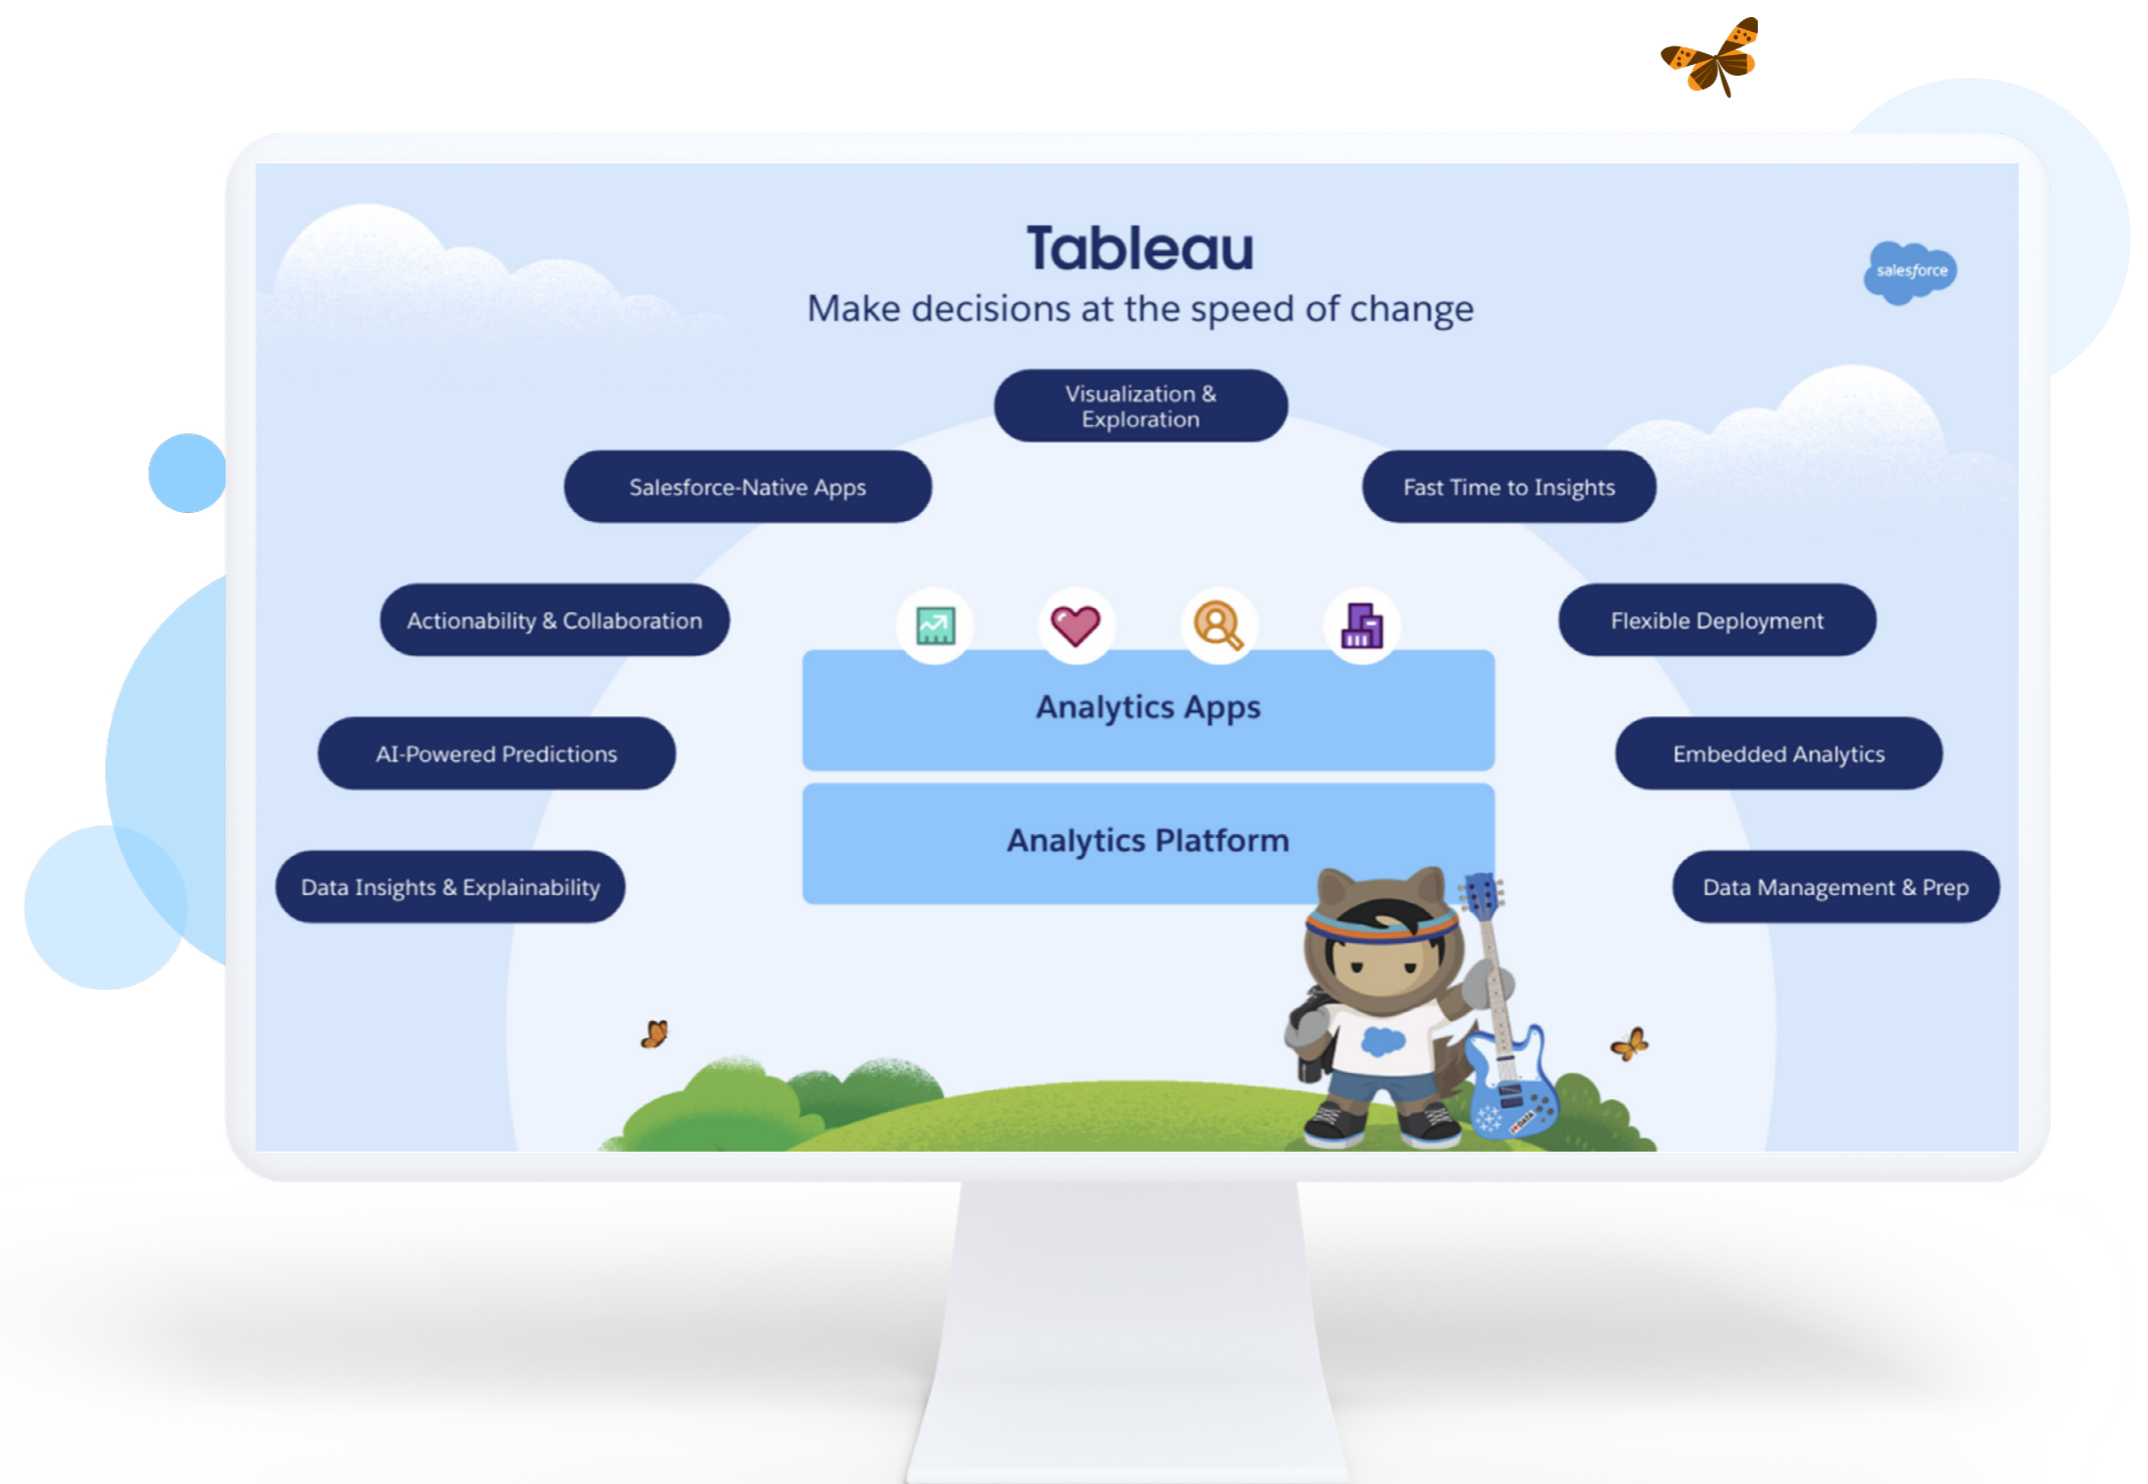 Tableau
Make decisions at the speed of change
salesforce
Visualization &
Exploration
Salesforce-Native Apps
Fast Time to Insights
Actionability & Collaboration
Flexible Deployment
Analytics Apps
AI-Powered Predictions
Embedded Analytics
Analytics Platform
Data Insights & Explainability
Data Management & Prep
DATA